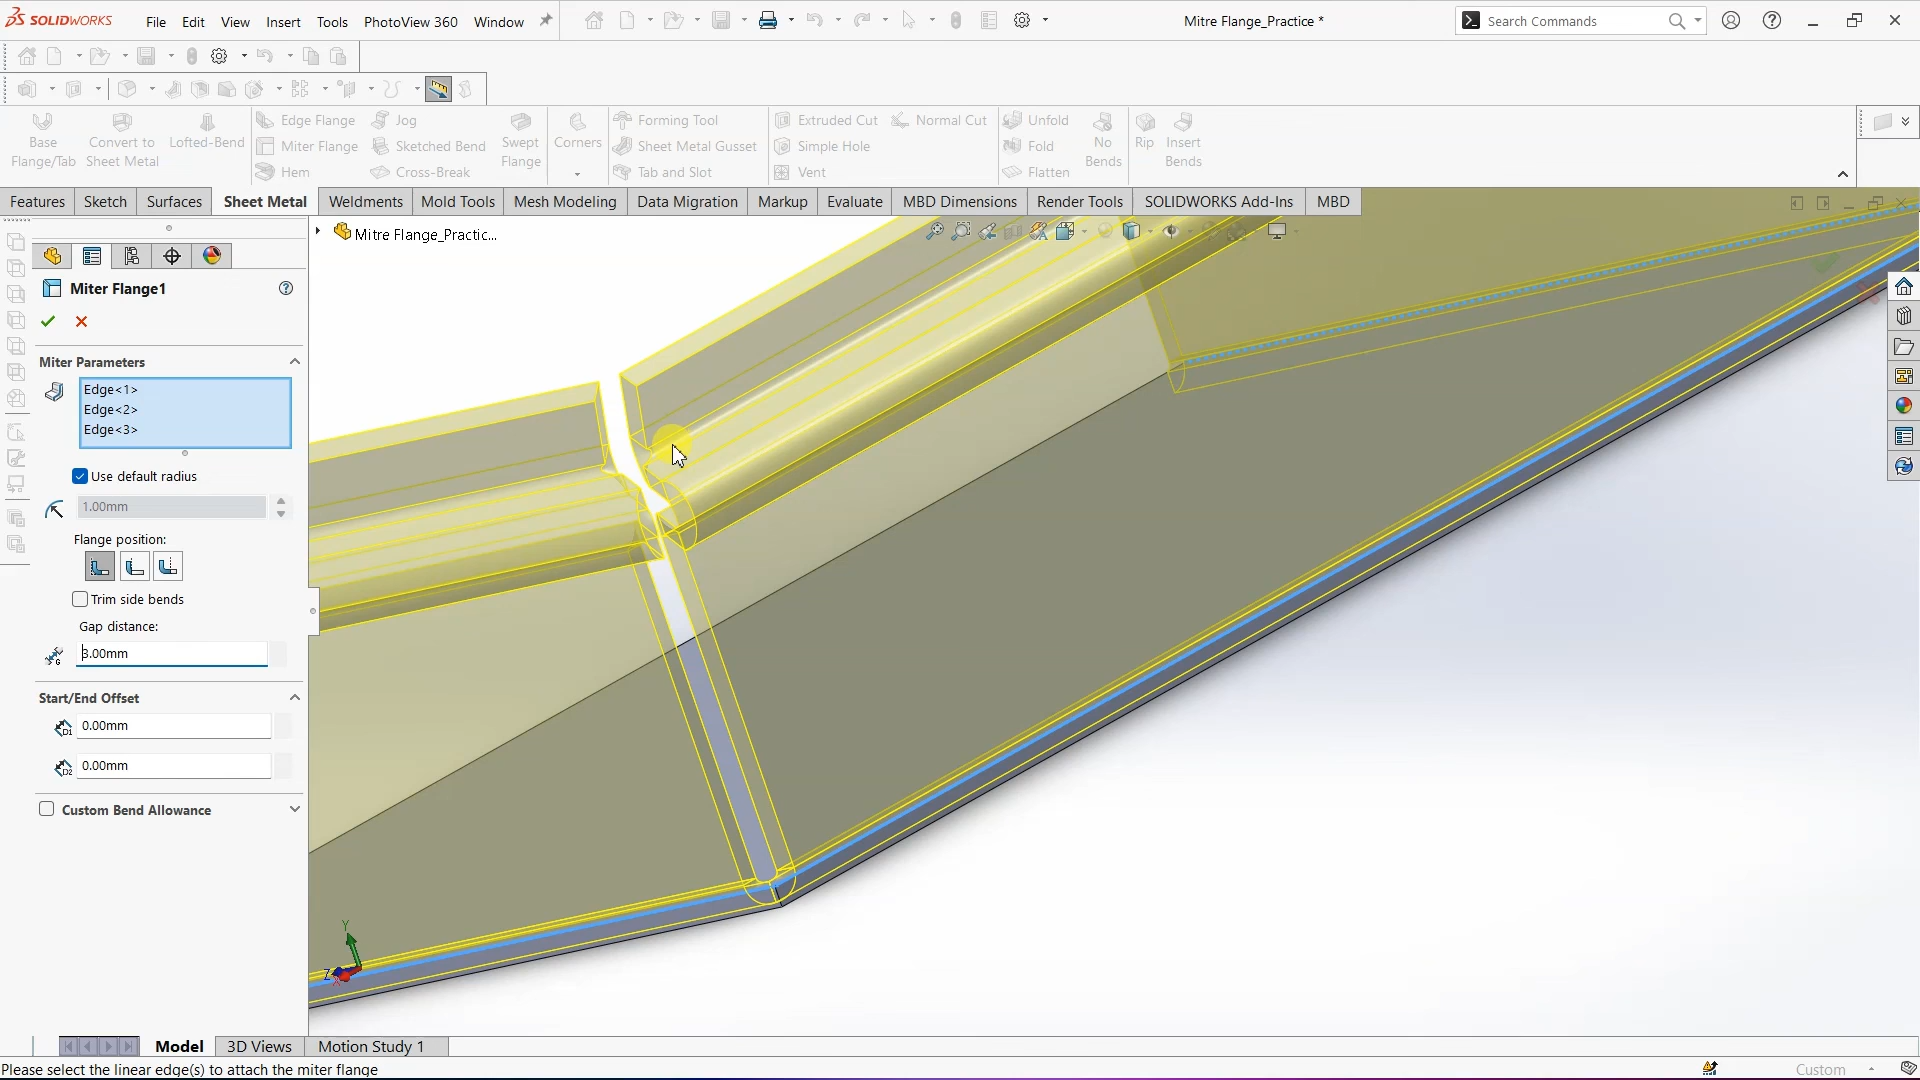 SOLIDWORKS File Edit View Insert Tools PhotoView 360 Window Mitre Flange_Practice * Search Commands
Base Flange/Tab
Convert to Sheet Metal
Lofted-Bend
Edge Flange
Miter Flange
Hem
Jog
Sketched Bend
Cross-Break
Swept Flange
Corners
Forming Tool
Sheet Metal Gusset
Tab and Slot
Extruded Cut
Simple Hole
Vent
Normal Cut
Unfold
Fold
Flatten
No Bends
Rip
Insert Bends
Features Sketch Surfaces Sheet Metal Weldments Mold Tools Mesh Modeling Data Migration Markup Evaluate MBD Dimensions Render Tools SOLIDWORKS Add-Ins MBD
Mitre Flange_Practic...
Miter Flange1
Miter Parameters
Edge<1>
Edge<2>
Edge<3>
Use default radius
1.00mm
Flange position:
Trim side bends
Gap distance:
G
3.00mm
Start/End Offset
D1
0.00mm
D2
0.00mm
Custom Bend Allowance
Y
Z
X
Model 3D Views Motion Study 1
Please select the linear edge(s) to attach the miter flange
Custom